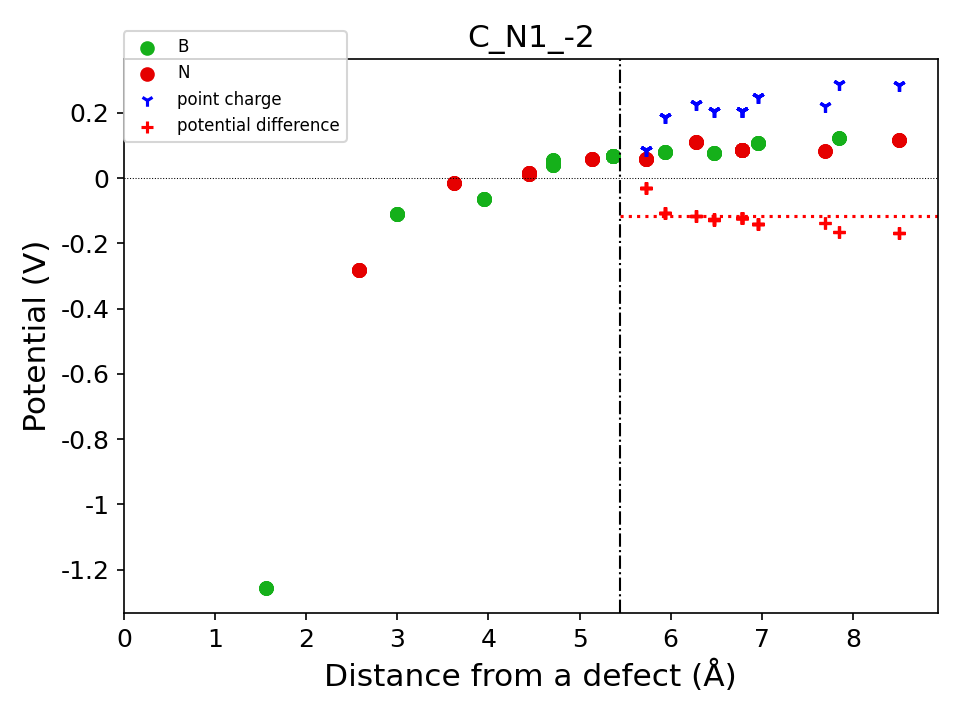 C_N1_-2
B
N
point charge
potential difference
0.2
0
-0.2
-0.4
-0.6
-0.8
-1
-1.2
Potential (V)
0 1 2 3 4 5 6 7 8
Distance from a defect (Å)